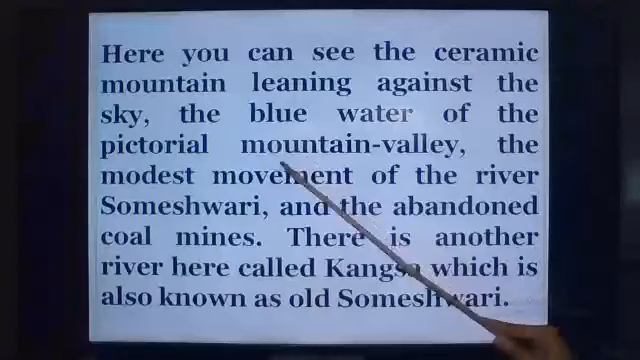 Here you can see the ceramic
mountain leaning against the
sky, the blue water of the
pictorial mountain-valley, the
modest movement of the river
Someshwari, and the abandoned
coal mines. There is another
river here called Kangsa which is
also known as old Someshwari.